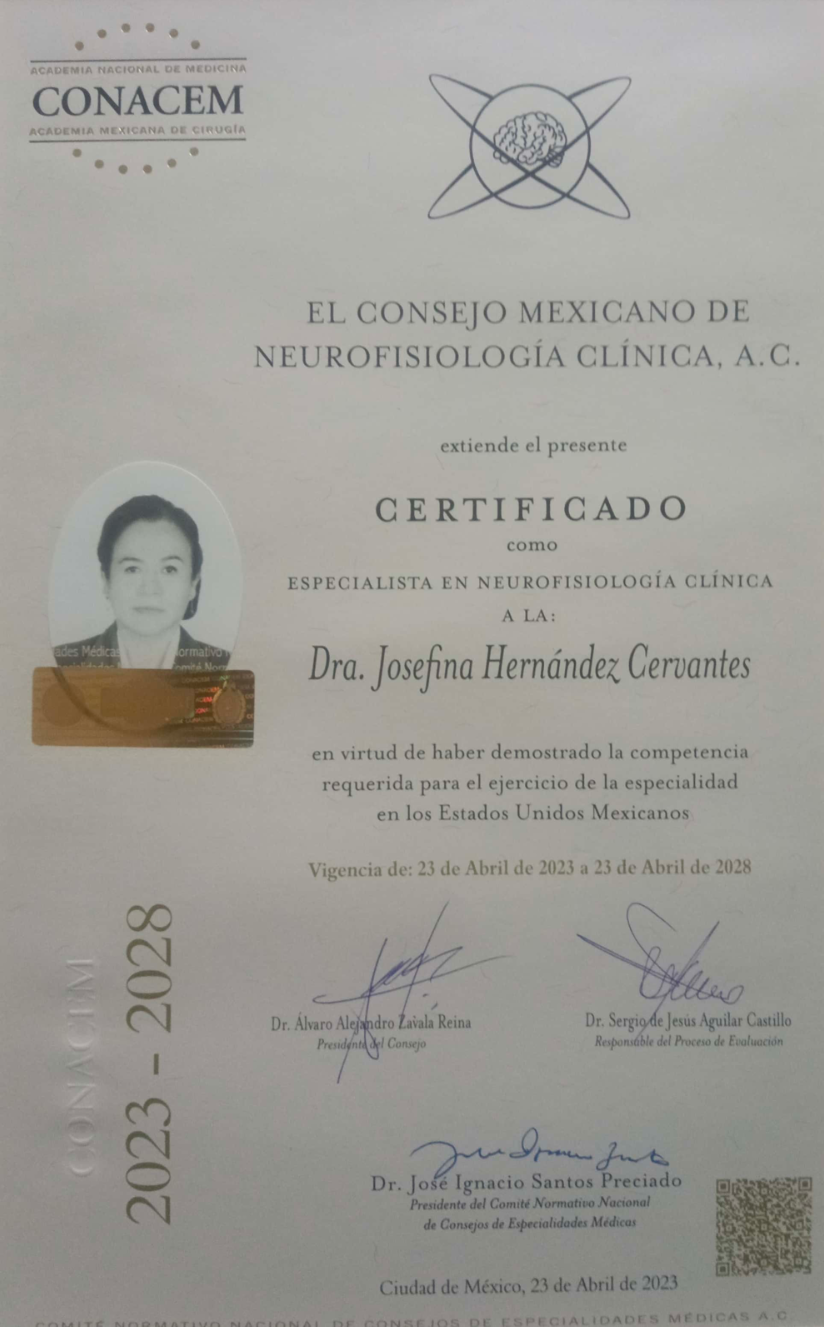 ACADEMIA NACIONAL DE MEDICINA
CONACEM
ACADEMIA MEXICANA DE CIRUGÍA
EL CONSEJO MEXICANO DE
NEUROFISIOLOGÍA CLÍNICA, A.C.
extiende el presente
CERTIFICADO
como
ESPECIALISTA EN NEUROFISIOLOGÍA CLÍNICA
A LA:
Dra. Josefina Hernández Cervantes
ades Médicas
ormativo
en virtud de haber demostrado la competencia
requerida para el ejercicio de la especialidad
en los Estados Unidos Mexicanos
Vigencia de: 23 de Abril de 2023 a 23 de Abril de 2028
CONACEM
2023 - 2028
Dr. Álvaro Alejandro Zavala Reina
Presidente del Consejo
Dr. Sergio de Jesús Aguilar Castillo
Responsable del Proceso de Evaluación
Dr. José Ignacio Santos Preciado
Presidente del Comité Normativo Nacional
de Consejos de Especialidades Médicas
Ciudad de México, 23 de Abril de 2023
COMITÉ NORMATIVO NACIONAL DE CONSEJOS DE ESPECIALIDADES MÉDICAS A.C.